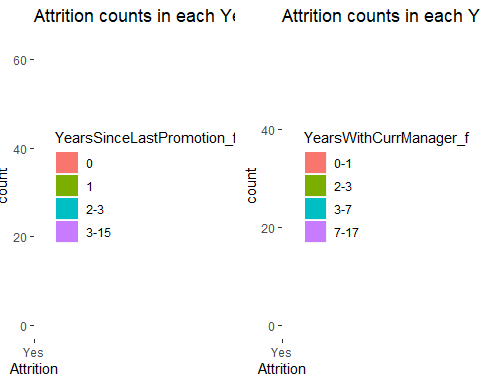 Attrition counts in each Ye
60
40
20
0
count
YearsSinceLastPromotion_f
0
1
2-3
3-15
Yes
Attrition
Attrition counts in each Y
40
20
0
count
YearsWithCurrManager_f
0-1
2-3
3-7
7-17
Yes
Attrition